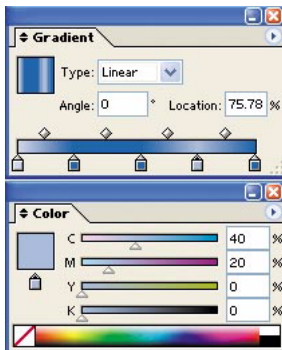 Gradient
Type: Linear
Angle: 0 ° Location: 75.78 %
Color
C 40 %
M 20 %
Y 0 %
K 0 %